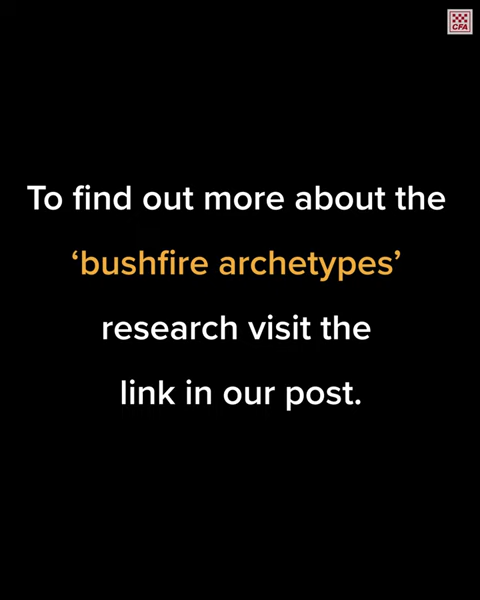 CFA
To find out more about the
‘bushfire archetypes’
research visit the
link in our post.